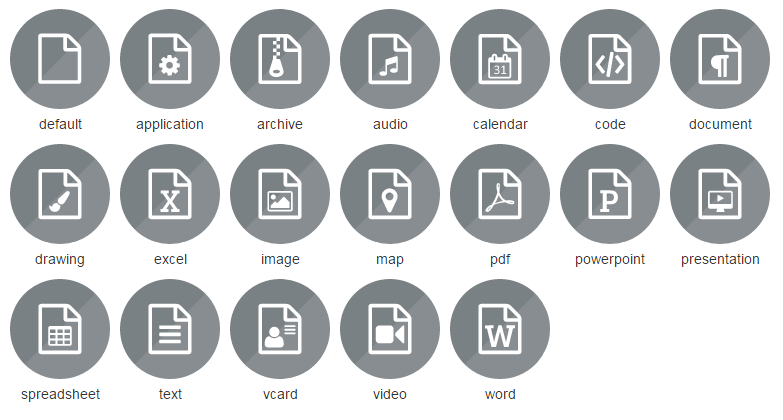 31
default application archive audio calendar code document
X P
drawing excel image map pdf powerpoint presentation
W
spreadsheet text vcard video word